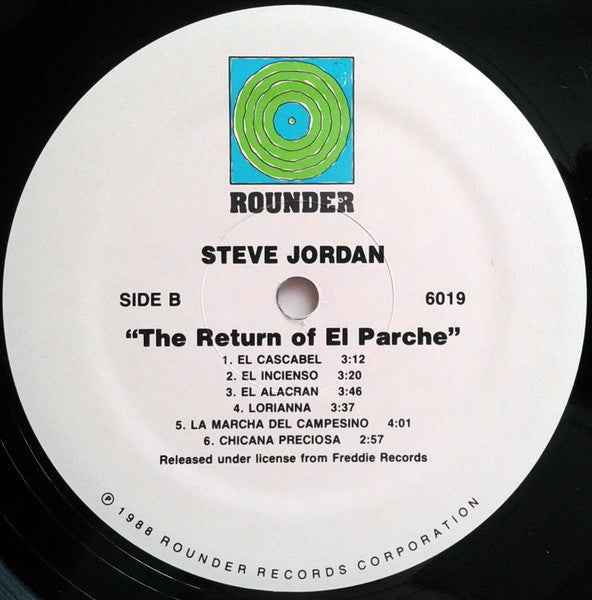 ROUNDER
STEVE JORDAN
SIDE B 6019
“The Return of El Parche”
1. EL CASCABEL 3:12
2. EL INCIENSO 3:20
3. EL ALACRAN 3:46
4. LORIANNA 3:37
5. LA MARCHA DEL CAMPESINO 4:01
6. CHICANA PRECIOSA 2:57
Released under license from Freddie Records
℗ 1988 ROUNDER RECORDS CORPORATION